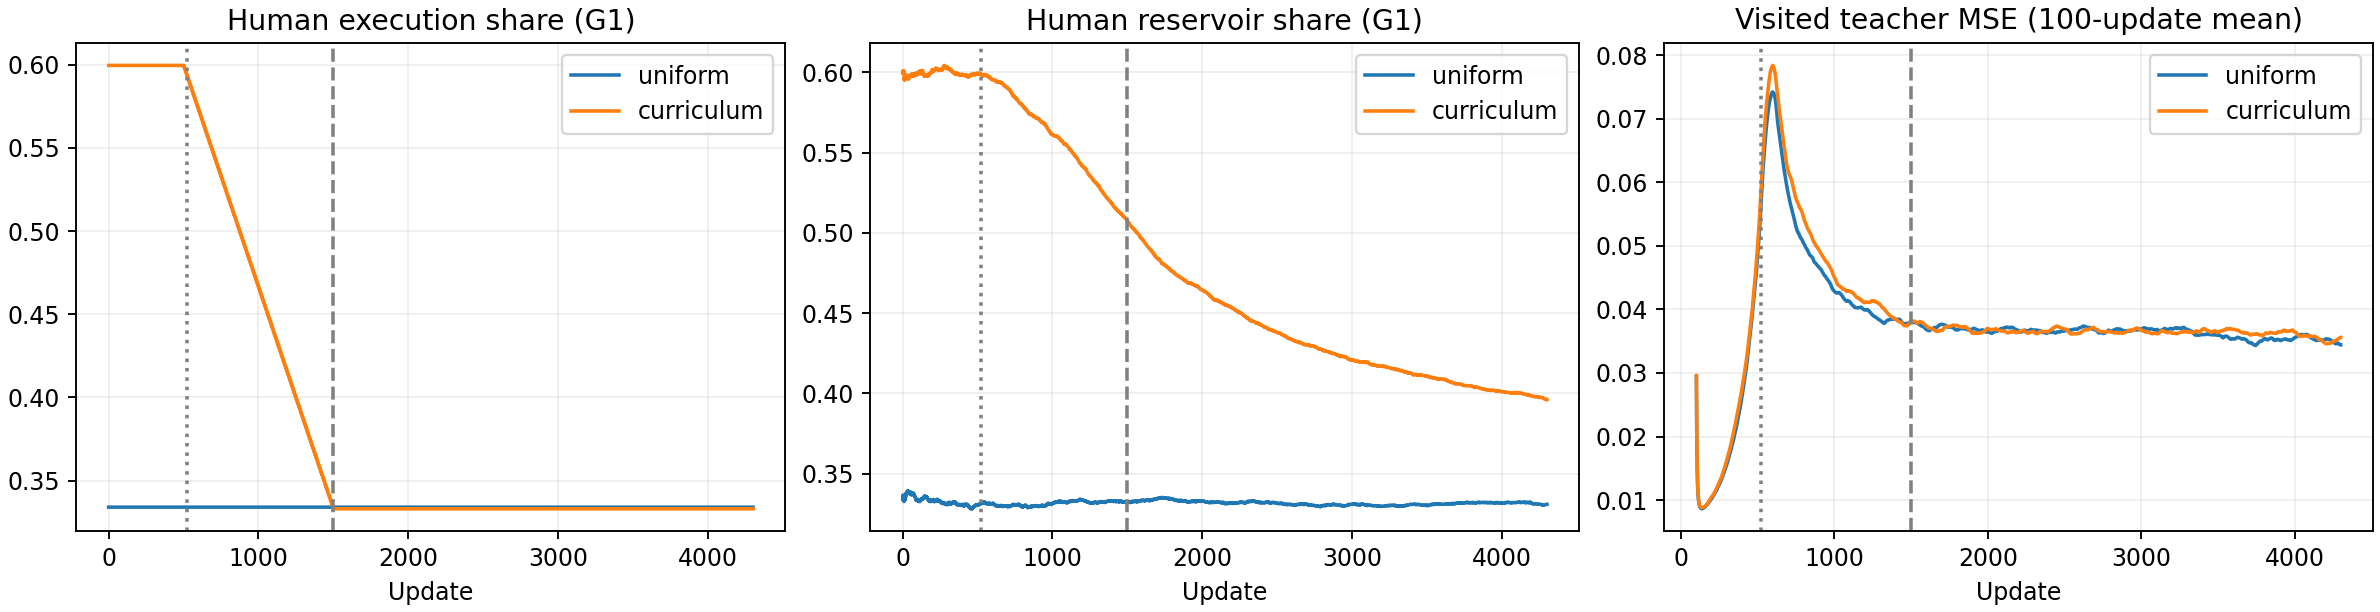 Human execution share (G1)
0.60
0.55
0.50
0.45
0.40
0.35
0
1000
2000
3000
4000
Update
uniform
curriculum
Human reservoir share (G1)
0.60
0.55
0.50
0.45
0.40
0.35
0
1000
2000
3000
4000
Update
uniform
curriculum
Visited teacher MSE (100-update mean)
0.08
0.07
0.06
0.05
0.04
0.03
0.02
0.01
0
1000
2000
3000
4000
Update
uniform
curriculum